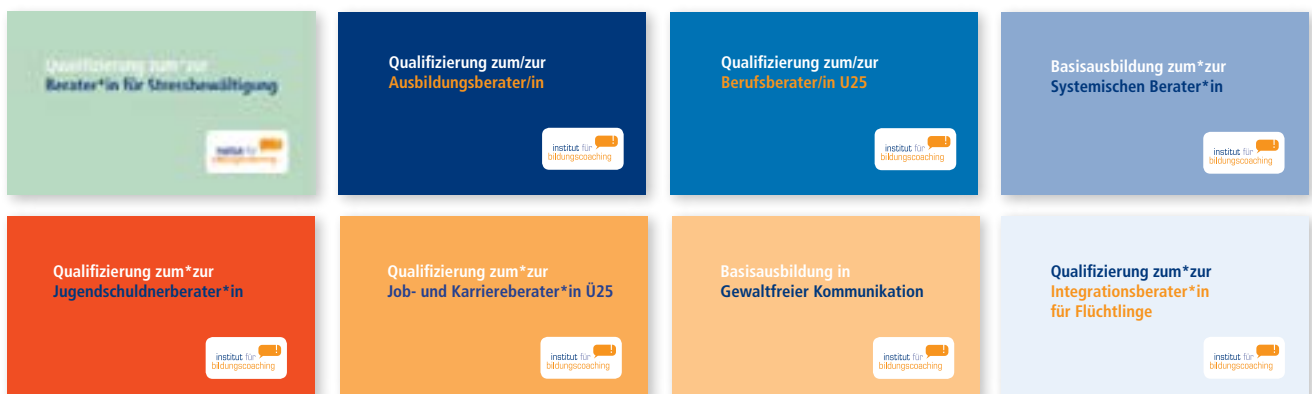 Qualifizierung zum*zur
Berater*in für Stressbewältigung
institut für
Qualifizierung zum/zur
Ausbildungsberater/in
institut für
bildungscoaching
Qualifizierung zum/zur
Berufsberater/in U25
institut für
bildungscoaching
Basisausbildung zum*zur
Systemischen Berater*in
institut für
bildungscoaching
Qualifizierung zum*zur
Jugendschuldnerberater*in
institut für
bildungscoaching
Qualifizierung zum*zur
Job- und Karriereberater*in Ü25
institut für
bildungscoaching
Basisausbildung in
Gewaltfreier Kommunikation
institut für
bildungscoaching
Qualifizierung zum*zur
Integrationsberater*in
für Flüchtlinge
institut für
bildungscoaching